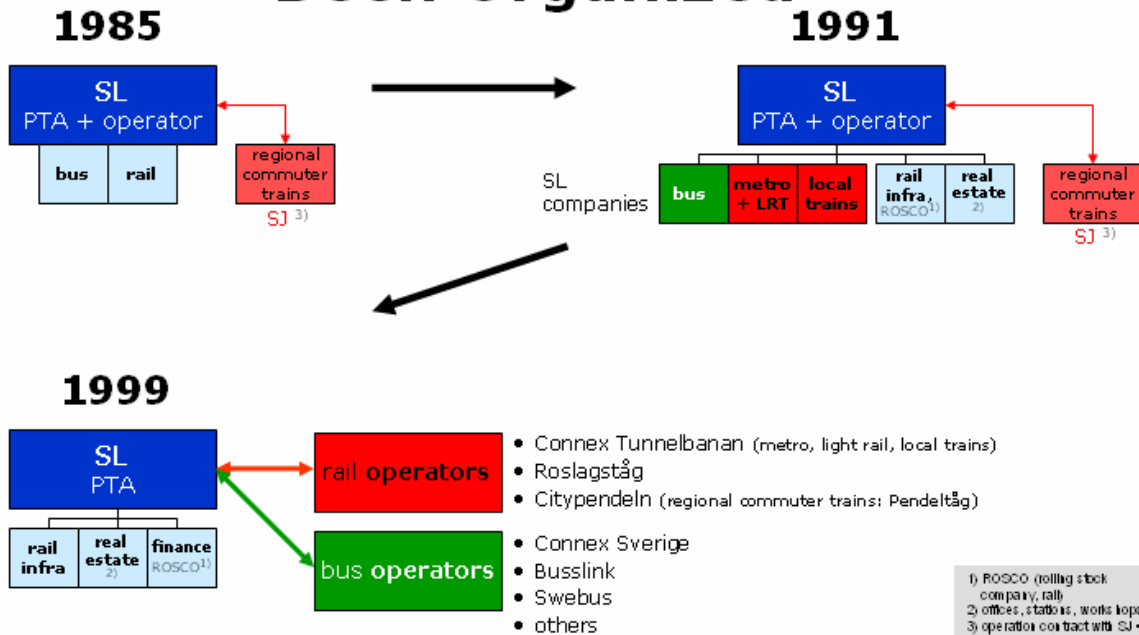 1985
1991
SL
PTA + operator
bus
rail
regional
commuter
trains
SJ 3)
SL
companies
SL
PTA + operator
bus
metro
+ LRT
local
trains
rail
infra,
ROSCO1)
real
estate
2)
regional
commuter
trains
SJ 3)
1999
SL
PTA
rail
infra
real
estate
2)
finance
ROSCO1)
rail operators
• Connex Tunnelbanan (metro, light rail, local trains)
• Roslagståg
• Citypendeln (regional commuter trains: Pendeltåg)
bus operators
• Connex Sverige
• Busslink
• Swebus
• others
1) ROSCO (rolling stock
company, rail)
2) offices, stations, workshops
3) operation contract with SJ